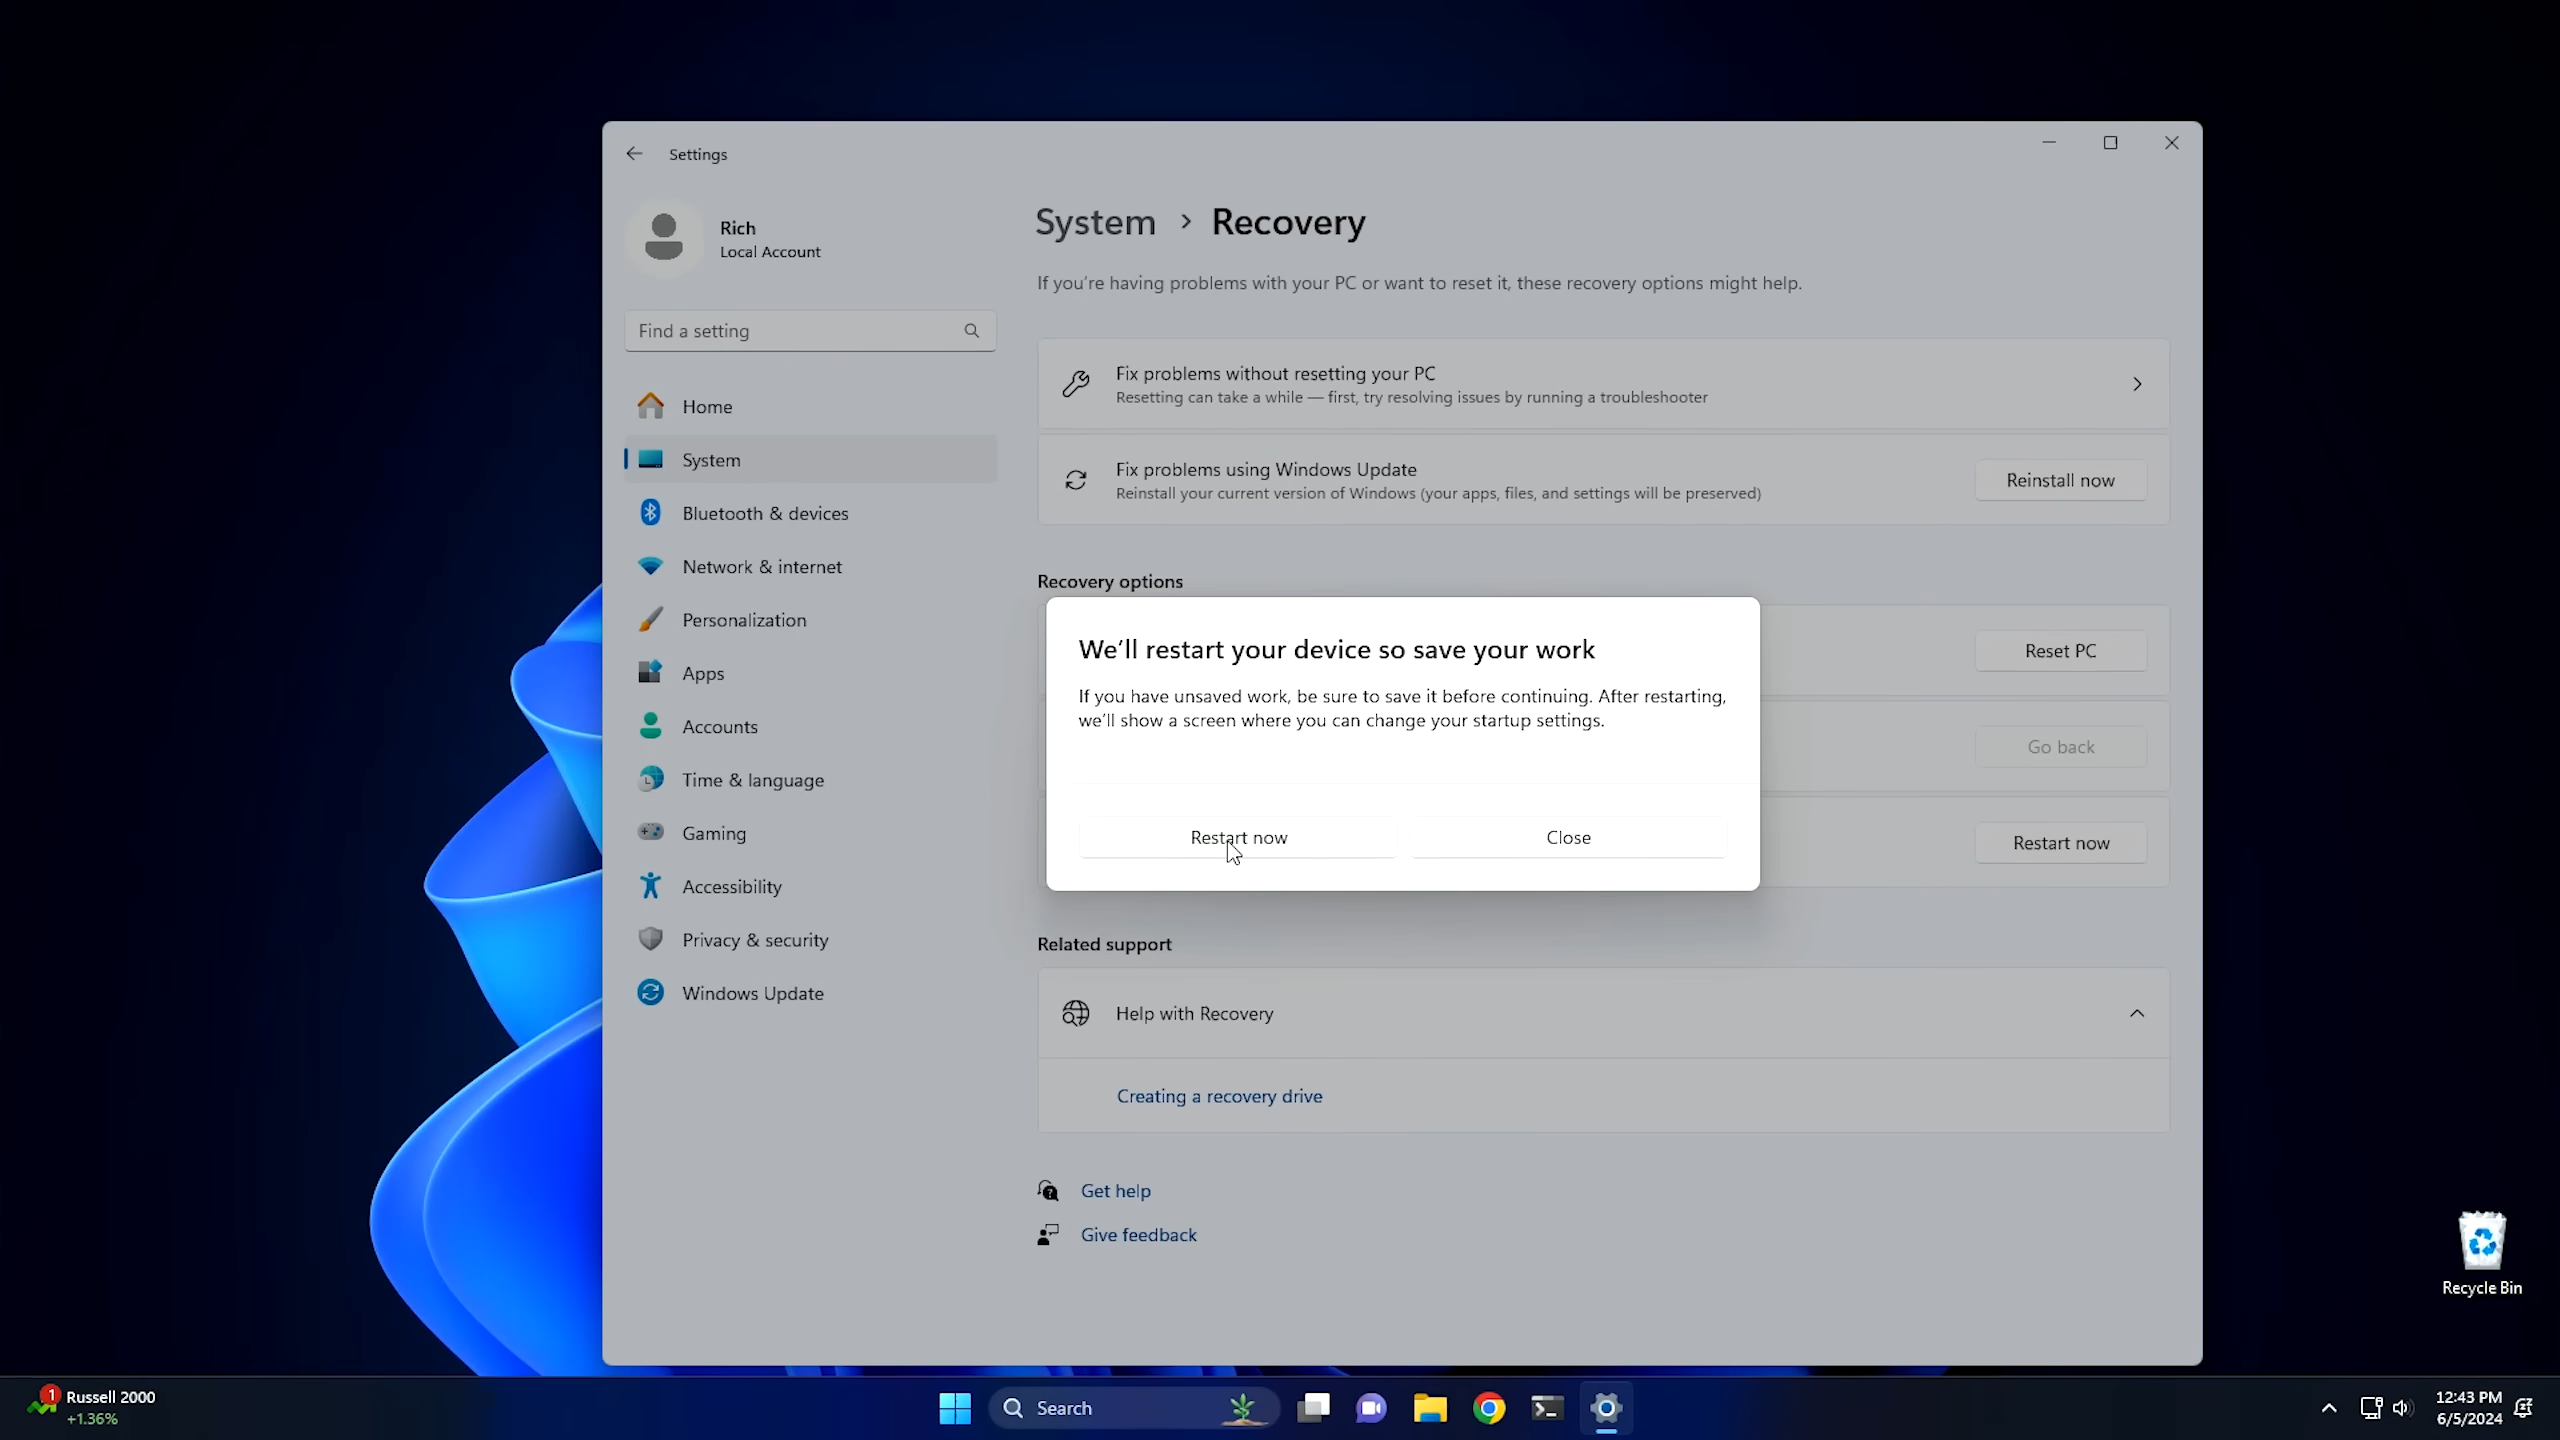 Settings
Rich
Local Account
Find a setting
Home
System
Bluetooth & devices
Network & internet
Personalization
Apps
Accounts
Time & language
Gaming
Accessibility
Privacy & security
Windows Update
System > Recovery
If you're having problems with your PC or want to reset it, these recovery options might help.
Fix problems without resetting your PC
Resetting can take a while — first, try resolving issues by running a troubleshooter
Fix problems using Windows Update
Reinstall your current version of Windows (your apps, files, and settings will be preserved)
Reinstall now
Recovery options
Reset PC
Go back
Restart now
We'll restart your device so save your work
If you have unsaved work, be sure to save it before continuing. After restarting,
we'll show a screen where you can change your startup settings.
Restart now
Close
Related support
Help with Recovery
Creating a recovery drive
Get help
Give feedback
Recycle Bin
1
Russell 2000
+1.36%
Search
12:43 PM
6/5/2024